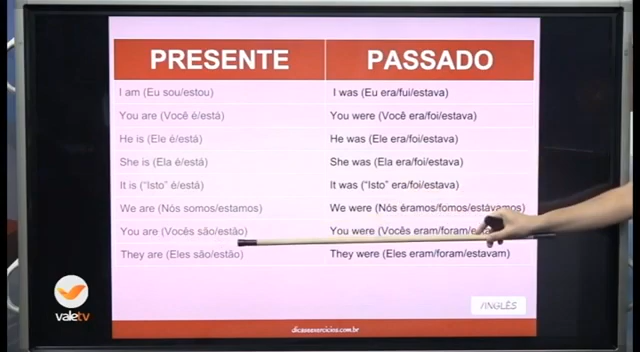 PRESENTE PASSADO
I am (Eu sou/estou) I was (Eu era/fui/estava)
You are (Você é/está) You were (Você era/foi/estava)
He is (Ele é/está) He was (Ele era/foi/estava)
She is (Ela é/está) She was (Ela era/foi/estava)
It is (“Isto” é/está) It was (“Isto” era/foi/estava)
We are (Nós somos/estamos) We were (Nós éramos/fomos/estávamos)
You are (Vocês são/estão) You were (Vocês eram/foram/
They are (Eles são/estão) They were (Eles eram/foram/estavam)
/INGLÊS
dicaseexercicios.com.br
valetv